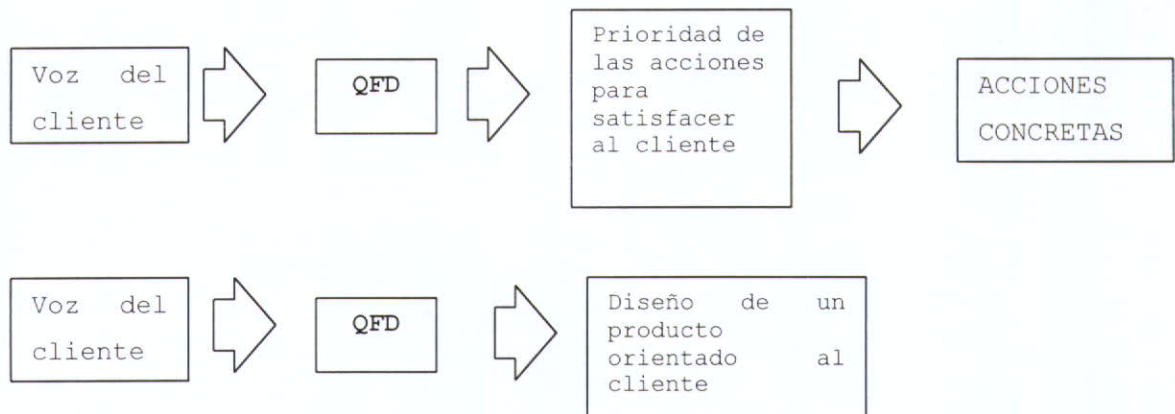 Voz del
cliente
QFD
Prioridad de
las acciones
para
satisfacer
al cliente
ACCIONES
CONCRETAS
Voz del
cliente
QFD
Diseño de un
producto
orientado al
cliente